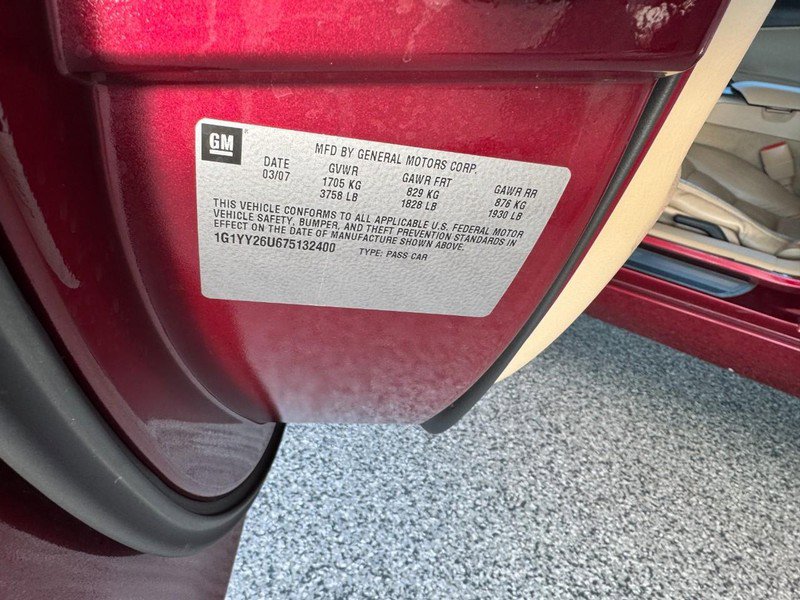 GM
MFD BY GENERAL MOTORS CORP.
DATE GVWR GAWR FRT GAWR RR
03/07 1705 KG 829 KG 876 KG
3758 LB 1828 LB 1930 LB
THIS VEHICLE CONFORMS TO ALL APPLICABLE U.S. FEDERAL MOTOR
VEHICLE SAFETY, BUMPER, AND THEFT PREVENTION STANDARDS IN
EFFECT ON THE DATE OF MANUFACTURE SHOWN ABOVE.
1G1YY26U675132400 TYPE: PASS CAR